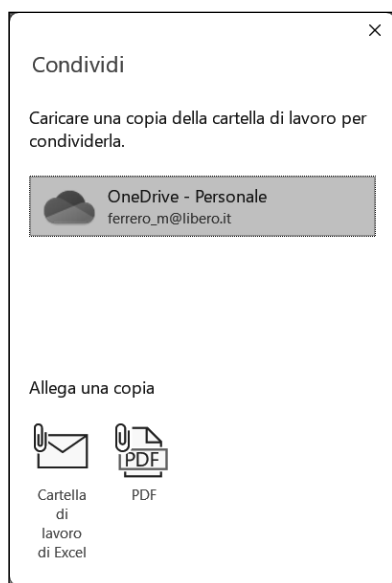 Condividi
Caricare una copia della cartella di lavoro per
condividerla.
OneDrive - Personale
ferrero_m@libero.it
Allega una copia
PDF
Cartella
di
lavoro
di Excel
PDF